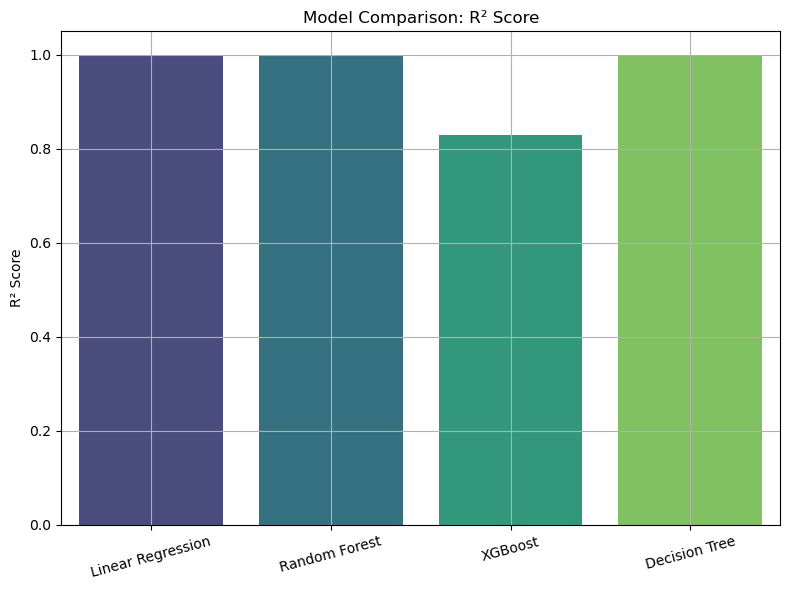 Model Comparison: R² Score
R² Score
1.0
0.8
0.6
0.4
0.2
0.0
Linear Regression
Random Forest
XGBoost
Decision Tree